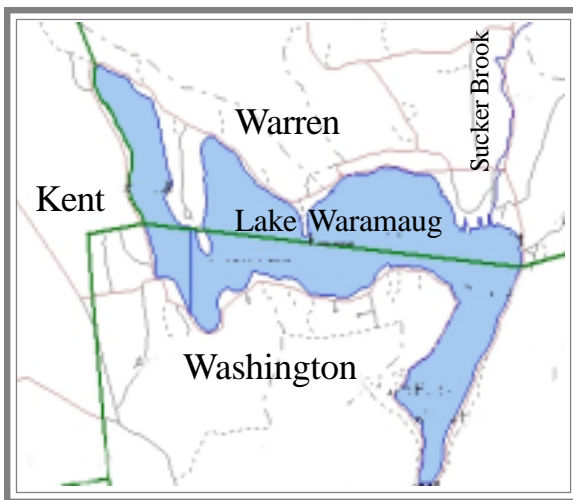 Sucker Brook
Warren
Kent
Lake Waramaug
Washington